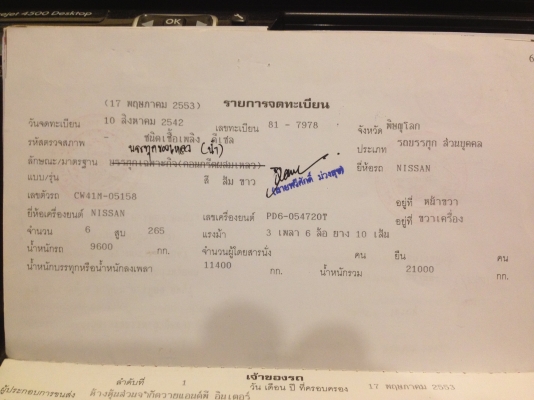 4500 Desktop
OK
6
(17 พฤษภาคม 2553) รายการจดทะเบียน
วันจดทะเบียน 10 สิงหาคม 2542 เลขทะเบียน 81 - 7978 จังหวัด พิษณุโลก
รหัสตรวจสภาพ ชนิดเชื้อเพลิง ดีเซล ประเภท รถบรรทุก ส่วนบุคคล
บรรทุกของเหลว (น้ำ)
ลักษณะ/มาตรฐาน ยี่ห้อรถ NISSAN
แบบ/รุ่น สี ส้ม ขาว
เลขตัวรถ CW41H-05158 อยู่ที่ หน้าขวา
ยี่ห้อเครื่องยนต์ NISSAN เลขเครื่องยนต์ PD6-054720T อยู่ที่ ขวาเครื่อง
จำนวน 6 สูบ 265 แรงม้า 3 เพลา 6 ล้อ ยาง 10 เส้น
น้ำหนักรถ 9600 กก. จำนวนผู้โดยสารนั่ง คน ยืน คน
น้ำหนักบรรทุกหรือน้ำหนักลงเพลา 11400 กก. น้ำหนักรวม 21000 กก.
เจ้าของรถ
ลำดับที่ 1 วัน เดือน ปี ที่ครอบครอง 17 พฤษภาคม 2553
ผู้ประกอบการขนส่ง